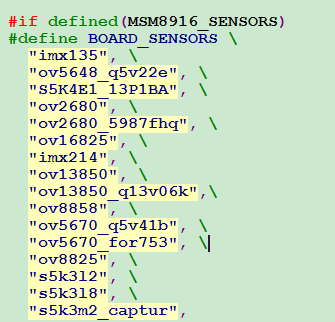 #if defined(MSM8916_SENSORS)
#define BOARD_SENSORS \
"imx135", \
"ov5648_q5v22e", \
"S5K4E1_13P1BA", \
"ov2680", \
"ov2680_5987fhq", \
"ov16825", \
"imx214", \
"ov13850", \
"ov13850_q13v06k",\
"ov8858", \
"ov5670_q5v41b", \
"ov5670_for753", \
"ov8825", \
"s5k3l2", \
"s5k3l8", \
"s5k3m2_captur",